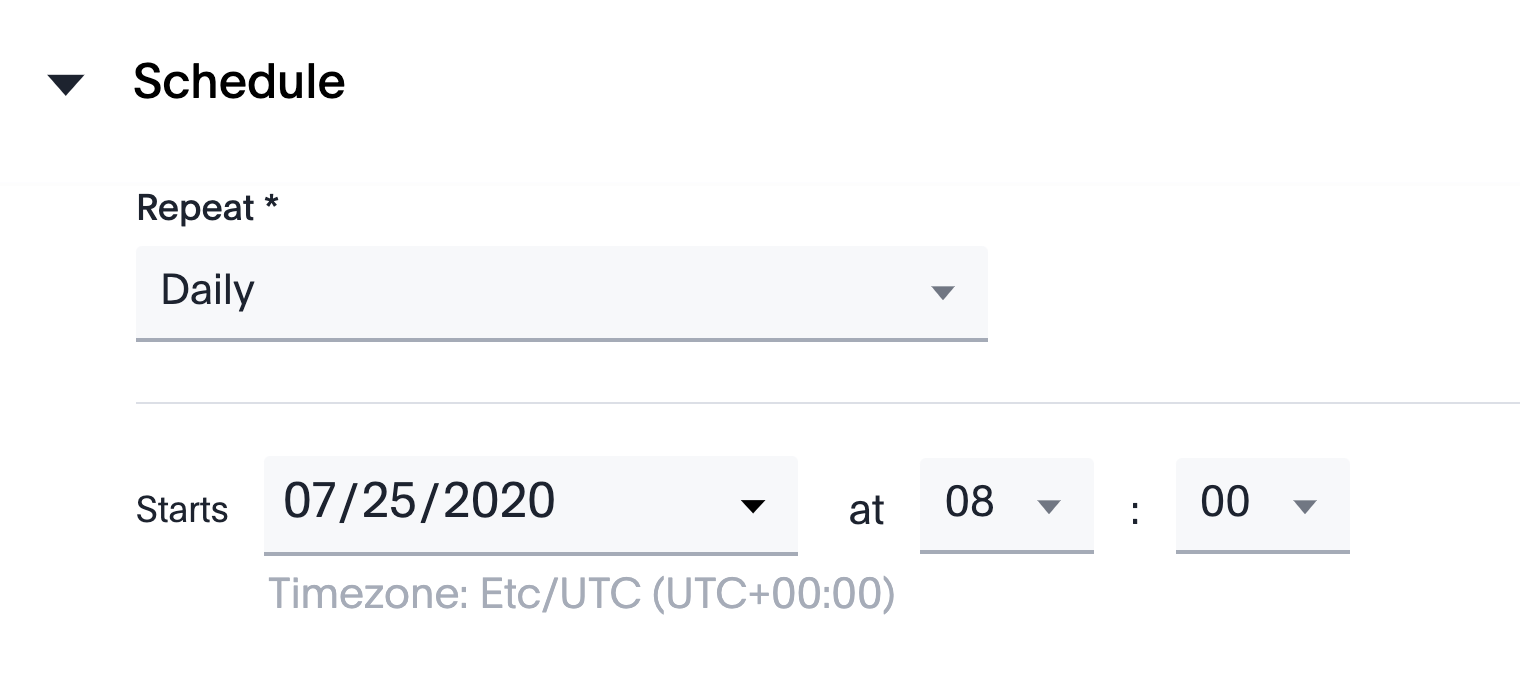 Schedule
Repeat *
Daily
Starts 07/25/2020 at 08 : 00
Timezone: Etc/UTC (UTC+00:00)